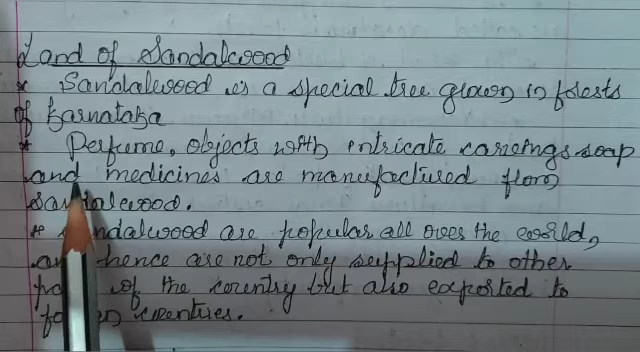 Land of Sandalwood
* Sandalwood is a special tree grown in forests
of Karnataka
* Perfume, objects with intricate carvings soap
and medicines are manufactured from
Sandalwood.
* Sandalwood are popular all over the world,
and hence are not only supplied to other
of the country but also exported to
countries.